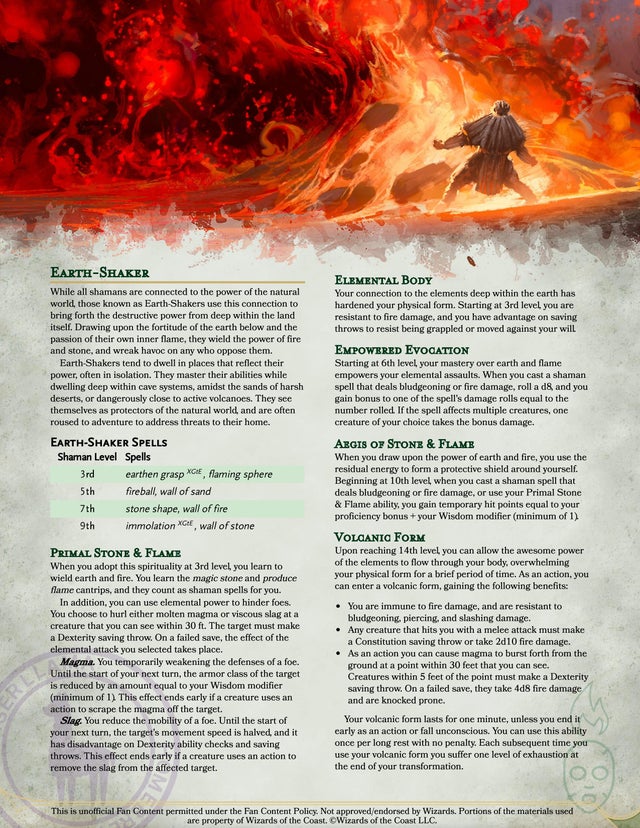 Earth-Shaker
While all shamans are connected to the power of the natural
world, those known as Earth-Shakers use this connection to
bring forth the destructive power from deep within the land
itself. Drawing upon the fortitude of the earth below and the
passion of their own inner flame, they wield the power of fire
and stone, and wreak havoc on any who oppose them.
Earth-Shakers tend to dwell in places that reflect their
power, often in isolation. They master their abilities while
dwelling deep within cave systems, amidst the sands of harsh
deserts, or dangerously close to active volcanoes. They see
themselves as protectors of the natural world, and are often
roused to adventure to address threats to their home.
Earth-Shaker Spells
Shaman Level Spells
3rd earthen grasp XGtE, flaming sphere
5th fireball, wall of sand
7th stone shape, wall of fire
9th immolation XGtE, wall of stone
Primal Stone & Flame
When you adopt this spirituality at 3rd level, you learn to
wield earth and fire. You learn the magic stone and produce
flame cantrips, and they count as shaman spells for you.
In addition, you can use elemental power to hinder foes.
You choose to hurl either molten magma or viscous slag at a
creature that you can see within 30 ft. The target must make
a Dexterity saving throw. On a failed save, the effect of the
elemental attack you selected takes place.
Magma. You temporarily weakening the defenses of a foe.
Until the start of your next turn, the armor class of the target
is reduced by an amount equal to your Wisdom modifier
(minimum of 1). This effect ends early if a creature uses an
action to scrape the magma off the target.
Slag. You reduce the mobility of a foe. Until the start of
your next turn, the target's movement speed is halved, and it
has disadvantage on Dexterity ability checks and saving
throws. This effect ends early if a creature uses an action to
remove the slag from the affected target.
Elemental Body
Your connection to the elements deep within the earth has
hardened your physical form. Starting at 3rd level, you are
resistant to fire damage, and you have advantage on saving
throws to resist being grappled or moved against your will.
Empowered Evocation
Starting at 6th level, your mastery over earth and flame
empowers your elemental assaults. When you cast a shaman
spell that deals bludgeoning or fire damage, roll a d8, and you
gain bonus to one of the spell's damage rolls equal to the
number rolled. If the spell affects multiple creatures, one
creature of your choice takes the bonus damage.
Aegis of Stone & Flame
When you draw upon the power of earth and fire, you use the
residual energy to form a protective shield around yourself.
Beginning at 10th level, when you cast a shaman spell that
deals bludgeoning or fire damage, or use your Primal Stone
& Flame ability, you gain temporary hit points equal to your
proficiency bonus + your Wisdom modifier (minimum of 1).
Volcanic Form
Upon reaching 14th level, you can allow the awesome power
of the elements to flow through your body, overwhelming
your physical form for a brief period of time. As an action, you
can enter a volcanic form, gaining the following benefits:
• You are immune to fire damage, and are resistant to
bludgeoning, piercing, and slashing damage.
• Any creature that hits you with a melee attack must make
a Constitution saving throw or take 2d10 fire damage.
• As an action you can cause magma to burst forth from the
ground at a point within 30 feet that you can see.
Creatures within 5 feet of the point must make a Dexterity
saving throw. On a failed save, they take 4d8 fire damage
and are knocked prone.
Your volcanic form lasts for one minute, unless you end it
early as an action or fall unconscious. You can use this ability
once per long rest with no penalty. Each subsequent time you
use your volcanic form you suffer one level of exhaustion at
the end of your transformation.
This is unofficial Fan Content permitted under the Fan Content Policy. Not approved/endorsed by Wizards. Portions of the materials used
are property of Wizards of the Coast. ©Wizards of the Coast LLC.